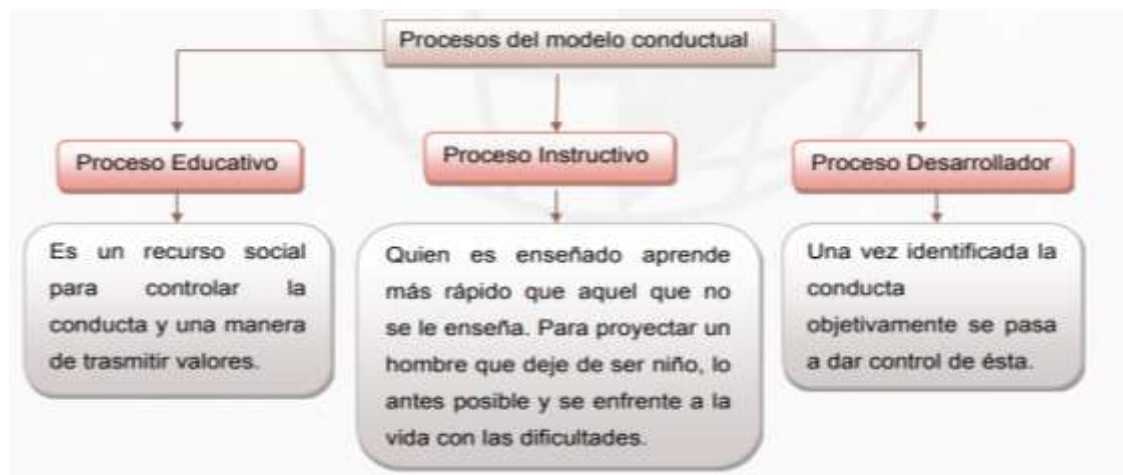 Procesos del modelo conductual
Proceso Educativo
Es un recurso social
para controlar la
conducta y una manera
de trasmitir valores.
Proceso Instructivo
Quien es enseñado aprende
más rápido que aquel que no
se le enseña. Para proyectar un
hombre que deje de ser niño, lo
antes posible y se enfrente a la
vida con las dificultades.
Proceso Desarrollador
Una vez identificada la
conducta
objetivamente se pasa
a dar control de ésta.